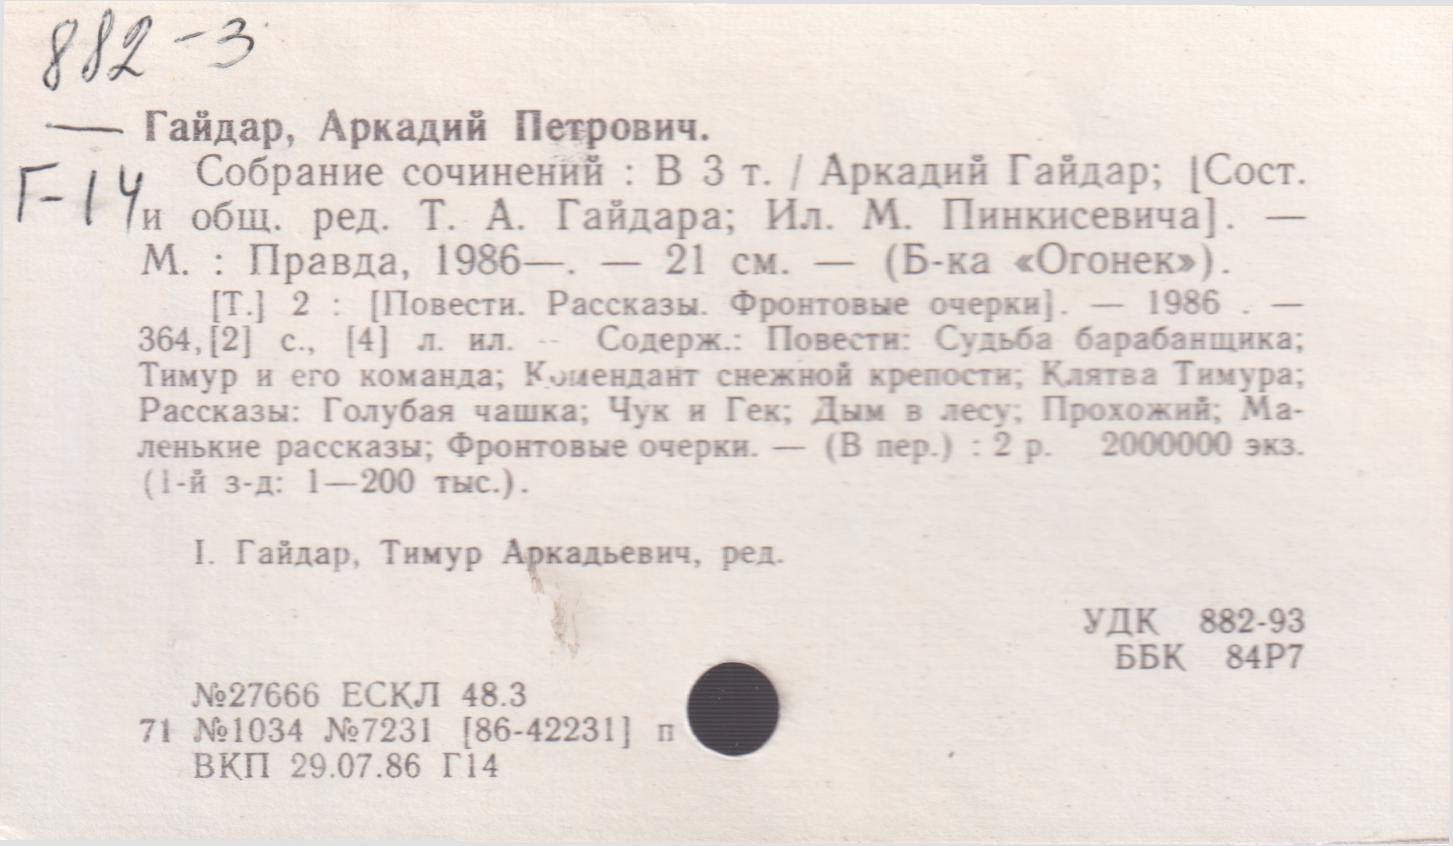 882-3
— Гайдар, Аркадий Петрович.
Г-14
Собрание сочинений : В 3 т. / Аркадий Гайдар; [Сост.
и общ. ред. Т. А. Гайдара; Ил. М. Пинкисевича]. —
М. : Правда, 1986—. — 21 см. — (Б-ка «Огонек»).
[Т.] 2 : [Повести. Рассказы. Фронтовые очерки]. — 1986 . —
364,[2] с., [4] л. ил. -- Содерж.: Повести: Судьба барабанщика;
Тимур и его команда; Комендант снежной крепости; Клятва Тимура;
Рассказы: Голубая чашка; Чук и Гек; Дым в лесу; Прохожий; Ма-
ленькие рассказы; Фронтовые очерки. — (В пер.) : 2 р. 2000000 экз.
(1-й з-д: 1—200 тыс.).
I. Гайдар, Тимур Аркадьевич, ред.
УДК 882-93
ББК 84Р7
№27666 ЕСКЛ 48.3
71 №1034 №7231 [86-42231] п
ВКП 29.07.86 Г14